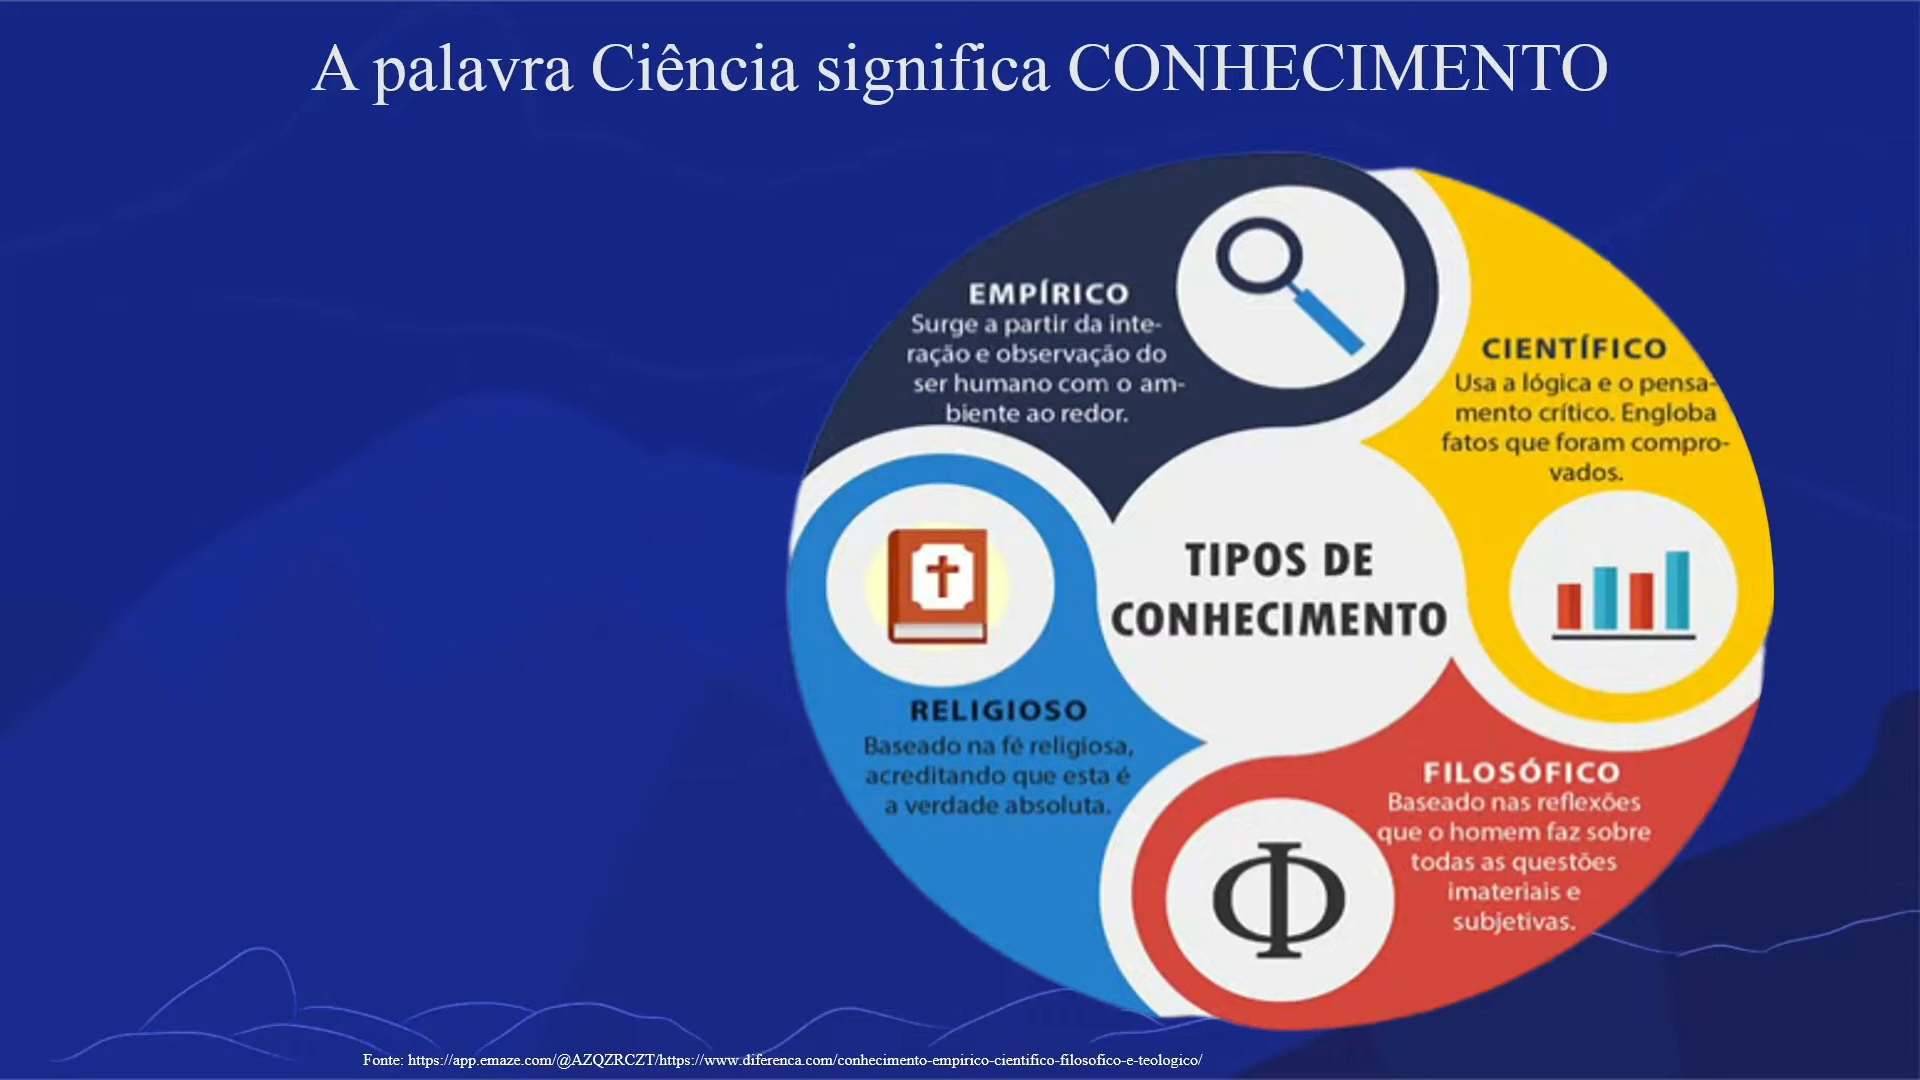 A palavra Ciência significa CONHECIMENTO
EMPÍRICO
Surge a partir da inte-
ração e observação do
ser humano com o am-
biente ao redor.
CIENTÍFICO
Usa a lógica e o pensa-
mento crítico. Engloba
fatos que foram compro-
vados.
TIPOS DE
CONHECIMENTO
RELIGIOSO
Baseado na fé religiosa,
acreditando que esta é
a verdade absoluta.
FILOSÓFICO
Baseado nas reflexões
que o homem faz sobre
todas as questões
imateriais e
subjetivas.
Φ
Fonte: https://app.emaze.com/@AZQZRCZT/https://www.diferenca.com/conhecimento-empirico-cientifico-filosofico-e-teologico/